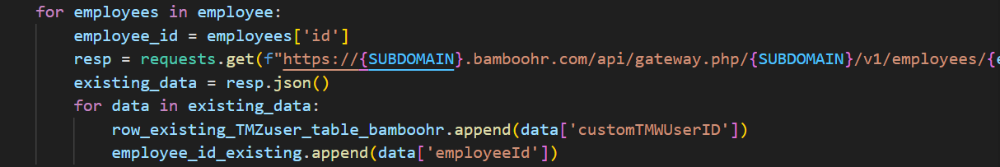 for employees in employee:
employee_id = employees['id']
resp = requests.get(f"https://{SUBDOMAIN}.bamboohr.com/api/gateway.php/{SUBDOMAIN}/v1/employees/{e
existing_data = resp.json()
for data in existing_data:
row_existing_TMZuser_table_bamboohr.append(data['customTMWUserID'])
employee_id_existing.append(data['employeeId'])